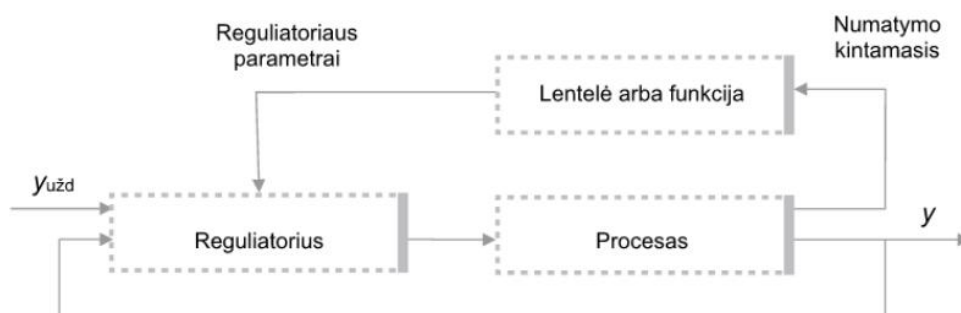 Reguliatoriaus
parametrai
Numatymo
kintamasis
Lentelė arba funkcija
yužd
Reguliatorius
Procesas
y